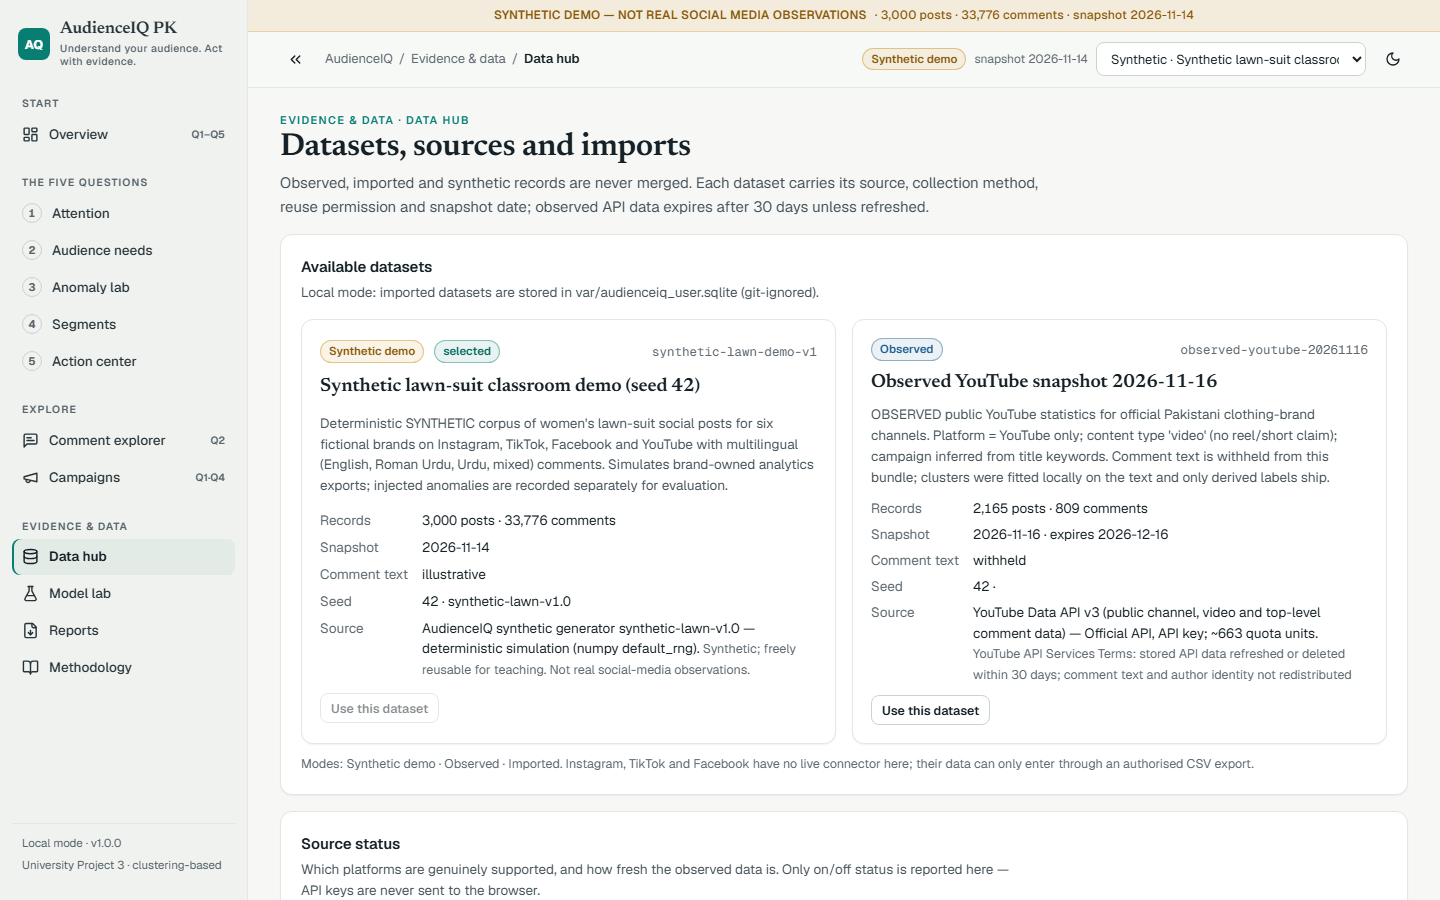 AQ
AudienceIQ PK
Understand your audience. Act
with evidence.
START
Overview Q1–Q5
THE FIVE QUESTIONS
1 Attention
2 Audience needs
3 Anomaly lab
4 Segments
5 Action center
EXPLORE
Comment explorer Q2
Campaigns Q1·Q4
EVIDENCE & DATA
Data hub
Model lab
Reports
Methodology
Local mode · v1.0.0
University Project 3 · clustering-based
SYNTHETIC DEMO — NOT REAL SOCIAL MEDIA OBSERVATIONS · 3,000 posts · 33,776 comments · snapshot 2026-11-14
AudienceIQ / Evidence & data / Data hub
Synthetic demo snapshot 2026-11-14 Synthetic · Synthetic lawn-suit classroo
EVIDENCE & DATA · DATA HUB
Datasets, sources and imports
Observed, imported and synthetic records are never merged. Each dataset carries its source, collection method,
reuse permission and snapshot date; observed API data expires after 30 days unless refreshed.
Available datasets
Local mode: imported datasets are stored in var/audienceiq_user.sqlite (git-ignored).
Synthetic demo selected synthetic-lawn-demo-v1
Synthetic lawn-suit classroom demo (seed 42)
Deterministic SYNTHETIC corpus of women's lawn-suit social posts for six
fictional brands on Instagram, TikTok, Facebook and YouTube with multilingual
(English, Roman Urdu, Urdu, mixed) comments. Simulates brand-owned analytics
exports; injected anomalies are recorded separately for evaluation.
Records 3,000 posts · 33,776 comments
Snapshot 2026-11-14
Comment text illustrative
Seed 42 · synthetic-lawn-v1.0
Source AudienceIQ synthetic generator synthetic-lawn-v1.0 —
deterministic simulation (numpy default_rng). Synthetic; freely
reusable for teaching. Not real social-media observations.
Use this dataset
Observed observed-youtube-20261116
Observed YouTube snapshot 2026-11-16
OBSERVED public YouTube statistics for official Pakistani clothing-brand
channels. Platform = YouTube only; content type 'video' (no reel/short claim);
campaign inferred from title keywords. Comment text is withheld from this
bundle; clusters were fitted locally on the text and only derived labels ship.
Records 2,165 posts · 809 comments
Snapshot 2026-11-16 · expires 2026-12-16
Comment text withheld
Seed 42 ·
Source YouTube Data API v3 (public channel, video and top-level
comment data) — Official API, API key; ~663 quota units.
YouTube API Services Terms: stored API data refreshed or deleted
within 30 days; comment text and author identity not redistributed
Use this dataset
Modes: Synthetic demo · Observed · Imported. Instagram, TikTok and Facebook have no live connector here; their data can only enter through an authorised CSV export.
Source status
Which platforms are genuinely supported, and how fresh the observed data is. Only on/off status is reported here —
API keys are never sent to the browser.